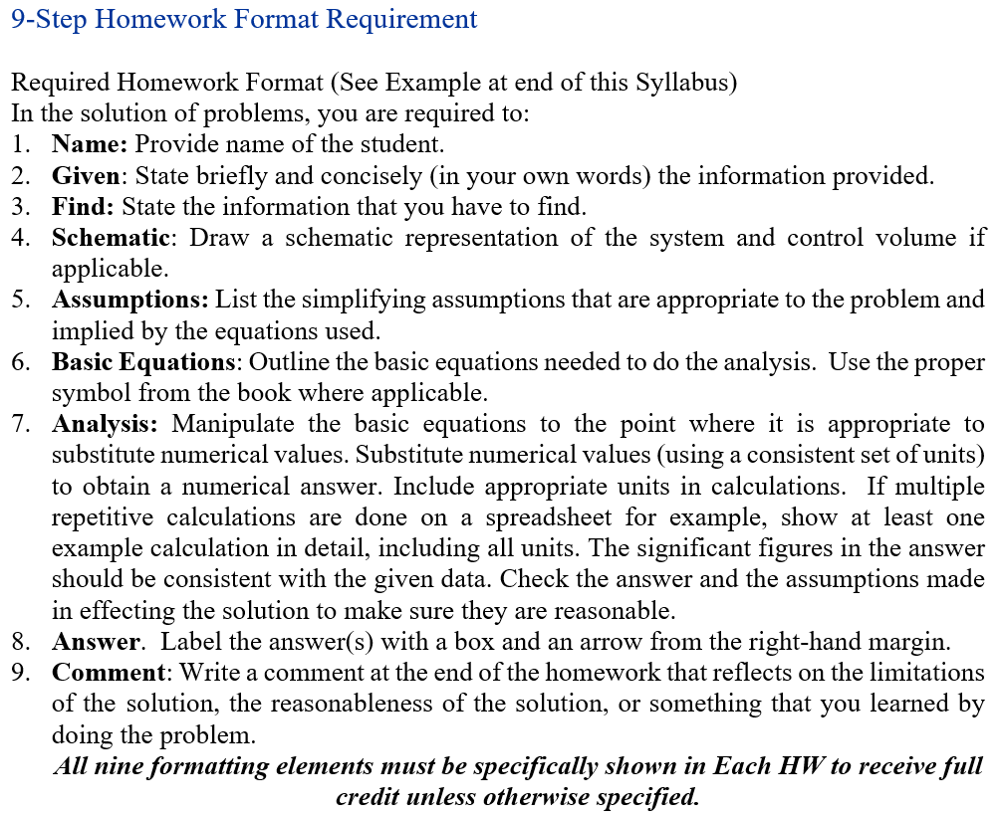 9-Step Homework Format Requirement
Required Homework Format (See Example at end of this Syllabus)
In the solution of problems, you are required to:
1. Name: Provide name of the student.
2. Given: State briefly and concisely (in your own words) the information provided.
3. Find: State the information that you have to find.
4. Schematic: Draw a schematic representation of the system and control volume if
applicable.
5. Assumptions: List the simplifying assumptions that are appropriate to the problem and
implied by the equations used.
6. Basic Equations: Outline the basic equations needed to do the analysis. Use the proper
symbol from the book where applicable.
7. Analysis: Manipulate the basic equations to the point where it is appropriate to
substitute numerical values. Substitute numerical values (using a consistent set of units)
to obtain a numerical answer. Include appropriate units in calculations. If multiple
repetitive calculations are done on a spreadsheet for example, show at least one
example calculation in detail, including all units. The significant figures in the answer
should be consistent with the given data. Check the answer and the assumptions made
in effecting the solution to make sure they are reasonable.
8. Answer. Label the answer(s) with a box and an arrow from the right-hand margin.
9. Comment: Write a comment at the end of the homework that reflects on the limitations
of the solution, the reasonableness of the solution, or something that you learned by
doing the problem.
All nine formatting elements must be specifically shown in Each HW to receive full
credit unless otherwise specified.